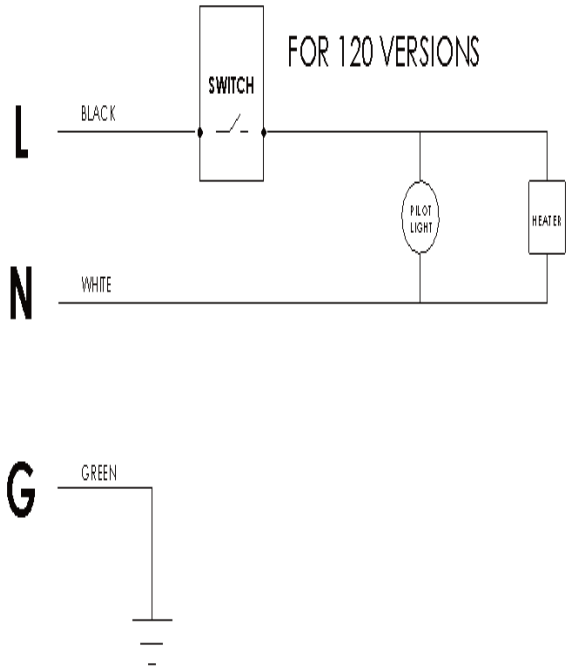 FOR 120 VERSIONS
SWITCH
BLACK
L
PILOT
LIGHT
HEATER
WHITE
N
GREEN
G